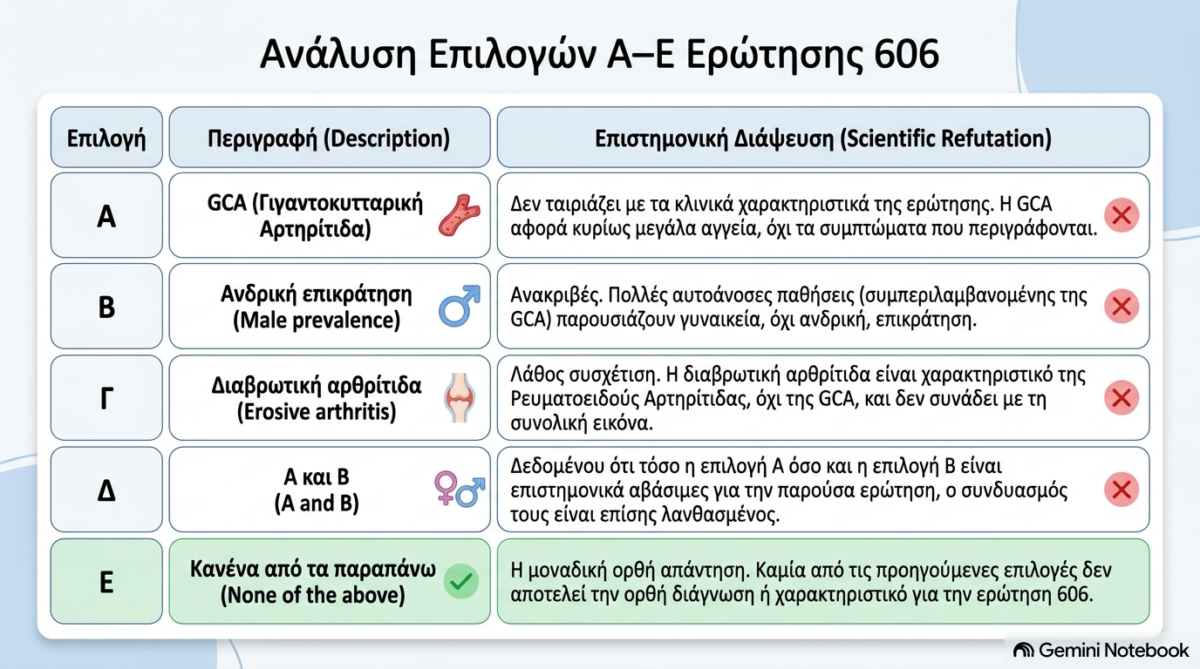 Ανάλυση Επιλογών Α–Ε Ερώτησης 606
Επιλογή
Περιγραφή (Description)
Επιστημονική Διάψευση (Scientific Refutation)
Α
GCA (Γιγαντοκυτταρική
Αρτηρίτιδα)
Δεν ταιριάζει με τα κλινικά χαρακτηριστικά της ερώτησης. Η GCA
αφορά κυρίως μεγάλα αγγεία, όχι τα συμπτώματα που περιγράφονται.
Β
Ανδρική επικράτηση
(Male prevalence)
Ανακριβές. Πολλές αυτοάνοσες παθήσεις (συμπεριλαμβανομένης της
GCA) παρουσιάζουν γυναικεία, όχι ανδρική, επικράτηση.
Γ
Διαβρωτική αρθρίτιδα
(Erosive arthritis)
Λάθος συσχέτιση. Η διαβρωτική αρθρίτιδα είναι χαρακτηριστικό της
Ρευματοειδούς Αρτηρίτιδας, όχι της GCA, και δεν συνάδει με τη
συνολική εικόνα.
Δ
Α και Β
(A and B)
Δεδομένου ότι τόσο η επιλογή Α όσο και η επιλογή Β είναι
επιστημονικά αβάσιμες για την παρούσα ερώτηση, ο συνδυασμός
τους είναι επίσης λανθασμένος.
Ε
Κανένα από τα παραπάνω
(None of the above)
Η μοναδική ορθή απάντηση. Καμία από τις προηγούμενες επιλογές δεν
αποτελεί την ορθή διάγνωση ή χαρακτηριστικό για την ερώτηση 606.
Gemini Notebook